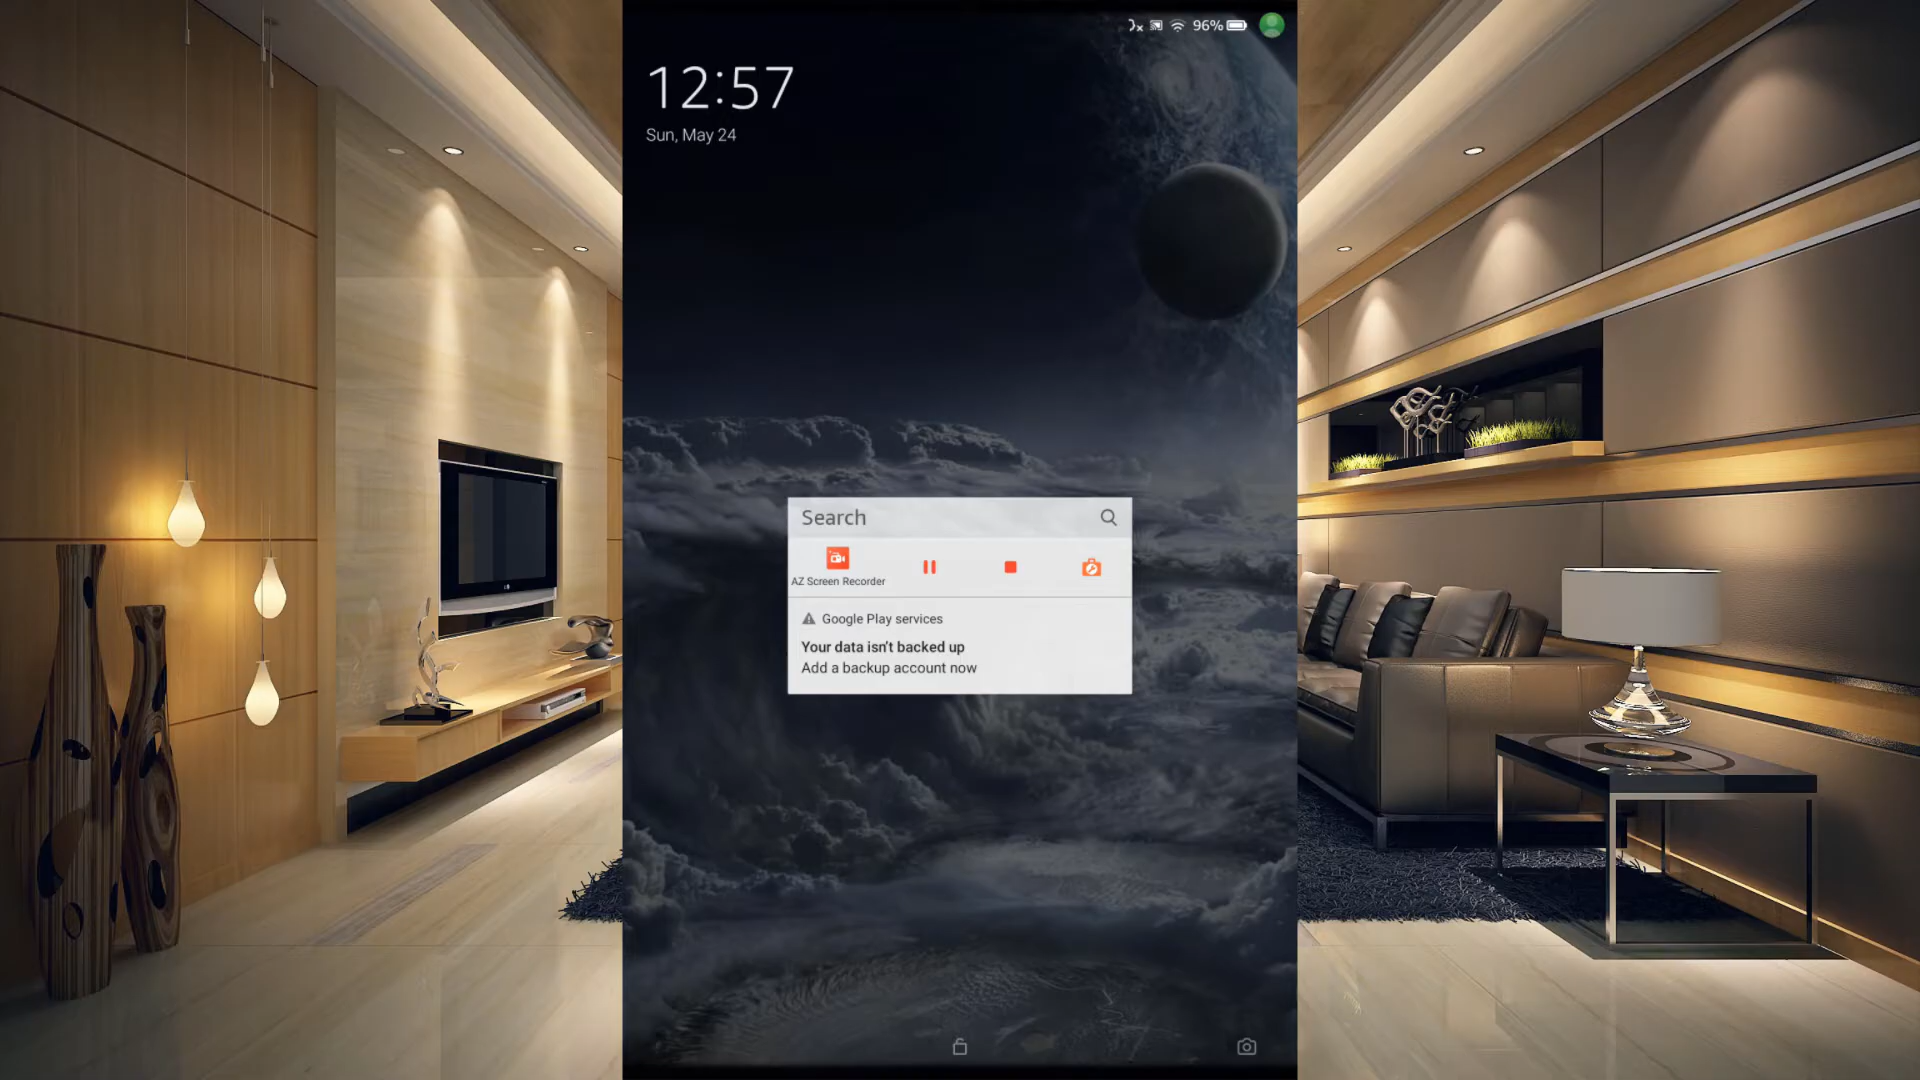 96%
12:57
Sun, May 24
Search
AZ Screen Recorder
Google Play services
Your data isn't backed up
Add a backup account now